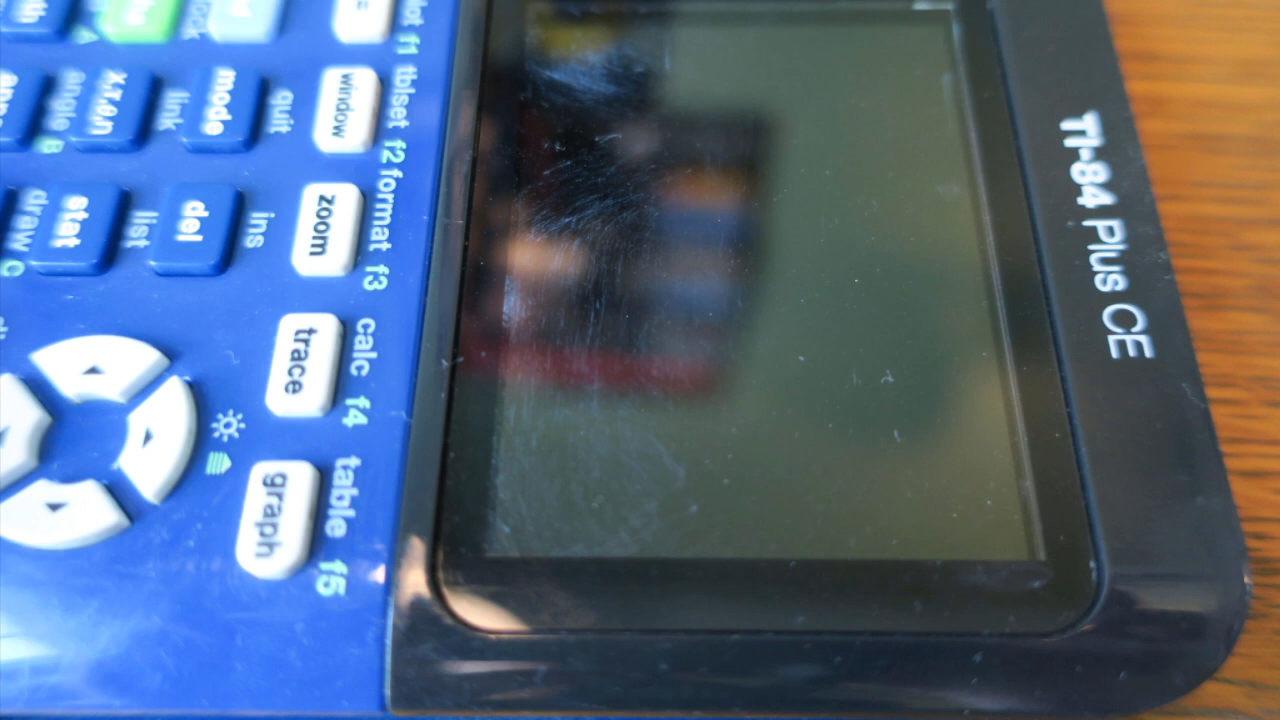 TI-84 Plus CE
tblset f2 format f3 calc f4 table f5
f1
window zoom trace graph
quit ins
mode del
link list
X,T,θ,n stat
angle B draw C
A